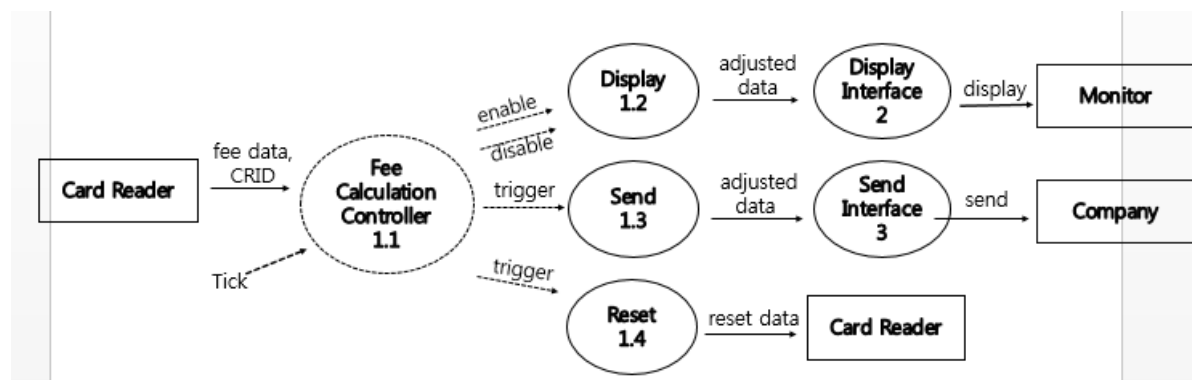 Card Reader
fee data,
CRID
Tick
Fee
Calculation
Controller
1.1
enable
disable
trigger
trigger
Display
1.2
adjusted
data
Display
Interface
2
display
Monitor
Send
1.3
adjusted
data
Send
Interface
3
send
Company
Reset
1.4
reset data
Card Reader